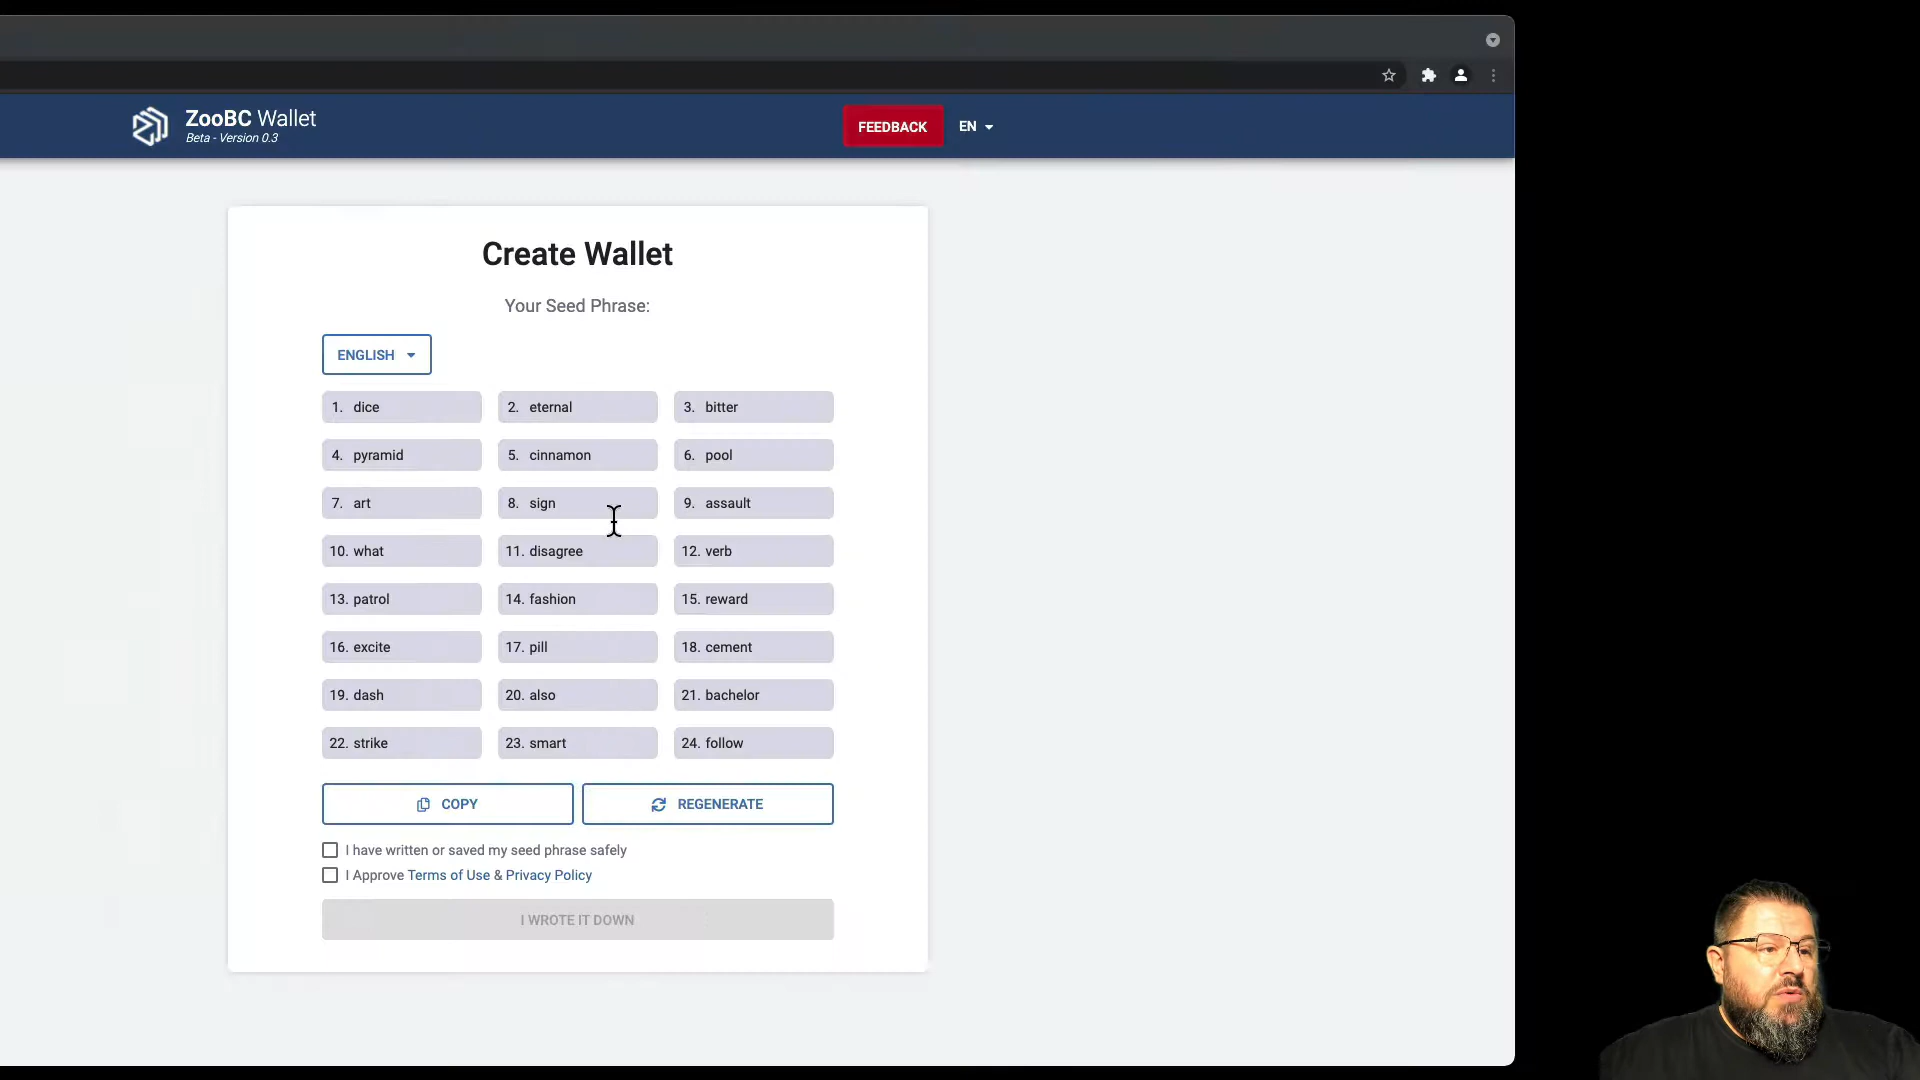 ZooBC Wallet
Beta - Version 0.3
FEEDBACK
EN
Create Wallet
Your Seed Phrase:
ENGLISH
1. dice 2. eternal 3. bitter
4. pyramid 5. cinnamon 6. pool
7. art 8. sign 9. assault
10. what 11. disagree 12. verb
13. patrol 14. fashion 15. reward
16. excite 17. pill 18. cement
19. dash 20. also 21. bachelor
22. strike 23. smart 24. follow
COPY REGENERATE
I have written or saved my seed phrase safely
I Approve Terms of Use & Privacy Policy
I WROTE IT DOWN